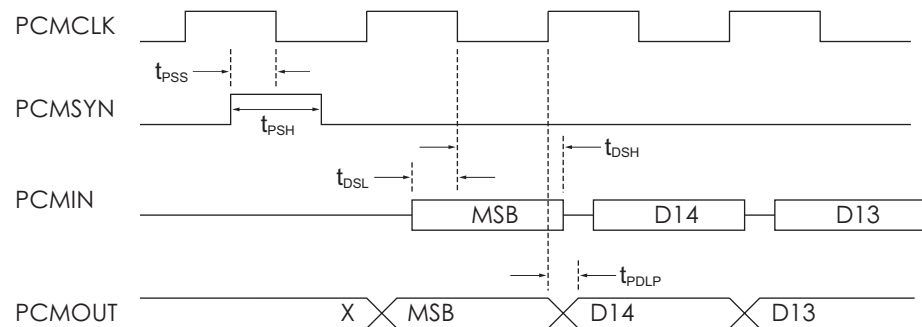 PCMCLK
tPSS
PCMSYN
tPSH
tDSH
tDSL
PCMIN
MSB D14 D13
tPDLP
PCMOUT X MSB D14 D13